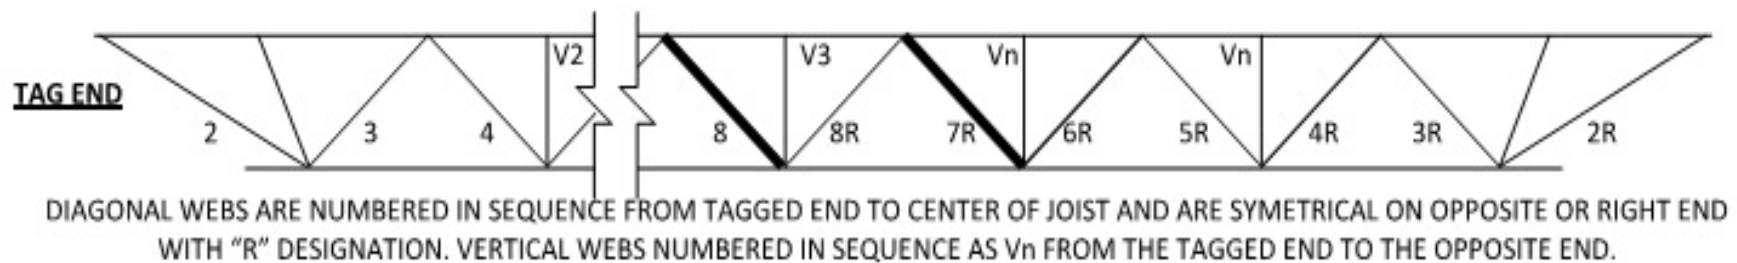 V2 V3 Vn Vn
TAG END
2 3 4 8 8R 7R 6R 5R 4R 3R 2R
DIAGONAL WEBS ARE NUMBERED IN SEQUENCE FROM TAGGED END TO CENTER OF JOIST AND ARE SYMETRICAL ON OPPOSITE OR RIGHT END
WITH “R” DESIGNATION. VERTICAL WEBS NUMBERED IN SEQUENCE AS Vn FROM THE TAGGED END TO THE OPPOSITE END.